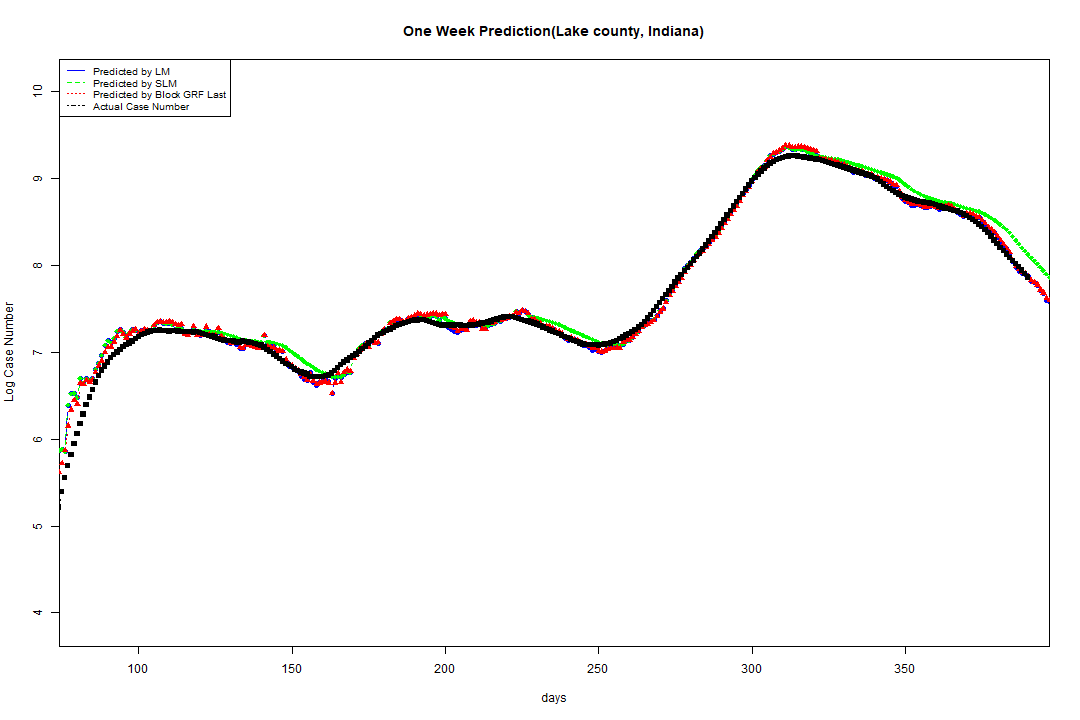 One Week Prediction(Lake county, Indiana)
Predicted by LM
Predicted by SLM
Predicted by Block GRF Last
Actual Case Number
10
9
8
7
6
5
4
Log Case Number
100 150 200 250 300 350
days